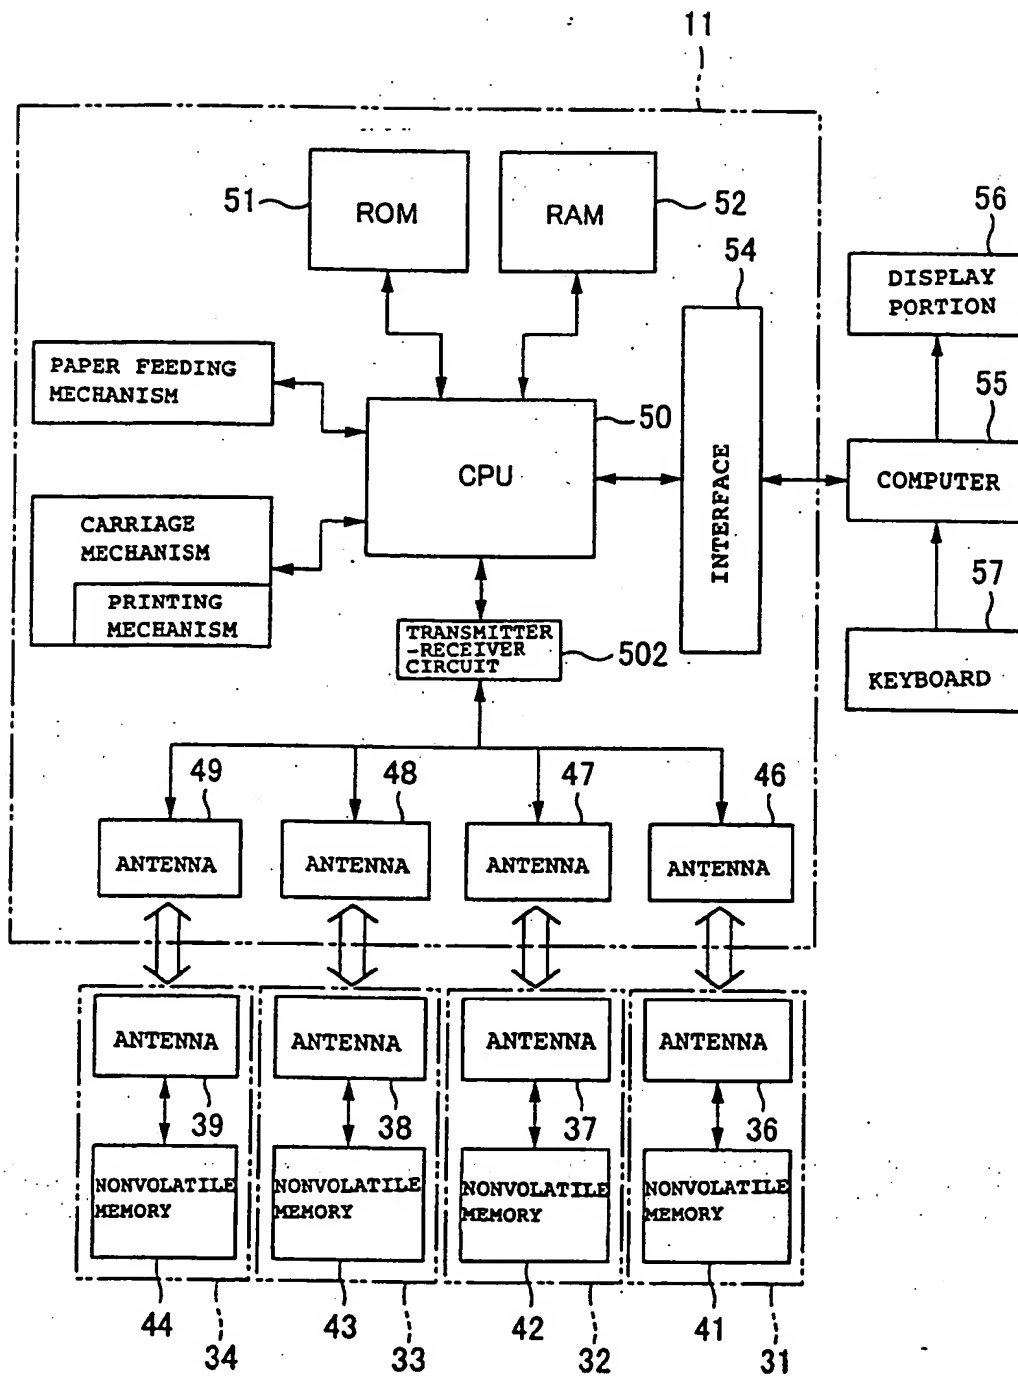 11
51
ROM
RAM
52
54
56
DISPLAY
PORTION
PAPER FEEDING
MECHANISM
50
CPU
INTERFACE
55
COMPUTER
CARRIAGE
MECHANISM
PRINTING
MECHANISM
TRANSMITTER
-RECEIVER
CIRCUIT
502
57
KEYBOARD
49
48
47
46
ANTENNA
ANTENNA
ANTENNA
ANTENNA
ANTENNA
ANTENNA
ANTENNA
ANTENNA
39
38
37
36
NONVOLATILE
MEMORY
NONVOLATILE
MEMORY
NONVOLATILE
MEMORY
NONVOLATILE
MEMORY
44
34
43
33
42
32
41
31